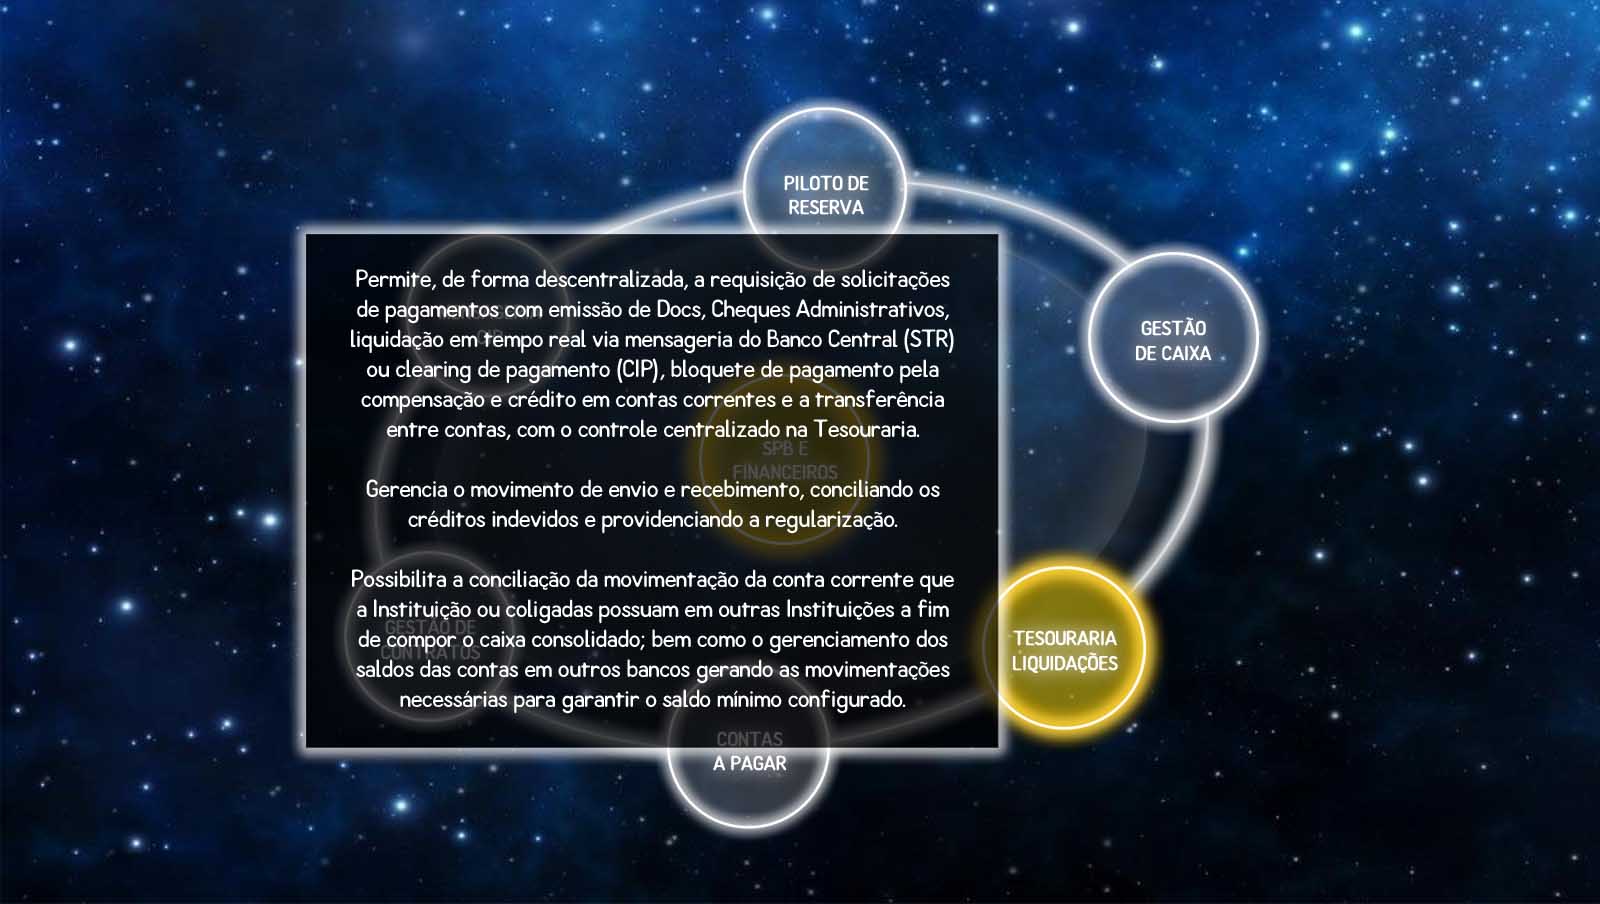 PILOTO DE
RESERVA
GESTÃO
DE CAIXA
Permite, de forma descentralizada, a requisição de solicitações
de pagamentos com emissão de Docs, Cheques Administrativos,
liquidação em tempo real via mensageria do Banco Central (STR)
ou clearing de pagamento (CIP), bloquete de pagamento pela
compensação e crédito em contas correntes e a transferência
entre contas, com o controle centralizado na Tesouraria.
Gerencia o movimento de envio e recebimento, conciliando os
créditos indevidos e providenciando a regularização.
Possibilita a conciliação da movimentação da conta corrente que
a Instituição ou coligadas possuam em outras Instituições a fim
de compor o caixa consolidado; bem como o gerenciamento dos
saldos das contas em outros bancos gerando as movimentações
necessárias para garantir o saldo mínimo configurado.
SPB E
FINANCEIROS
GESTÃO DE
CONTRATOS
TESOURARIA
LIQUIDAÇÕES
CONTAS
A PAGAR